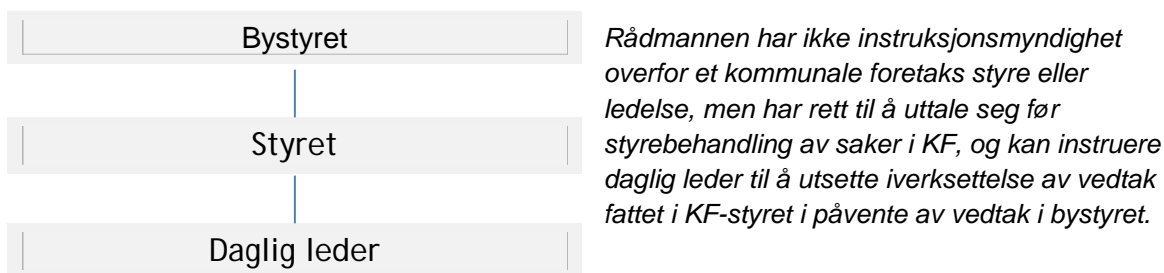 Bystyret
Styret
Daglig leder
Rådmannen har ikke instruksjonsmyndighet
overfor et kommunale foretaks styre eller
ledelse, men har rett til å uttale seg før
styrebehandling av saker i KF, og kan instruere
daglig leder til å utsette iverksettelse av vedtak
fattet i KF-styret i påvente av vedtak i bystyret.